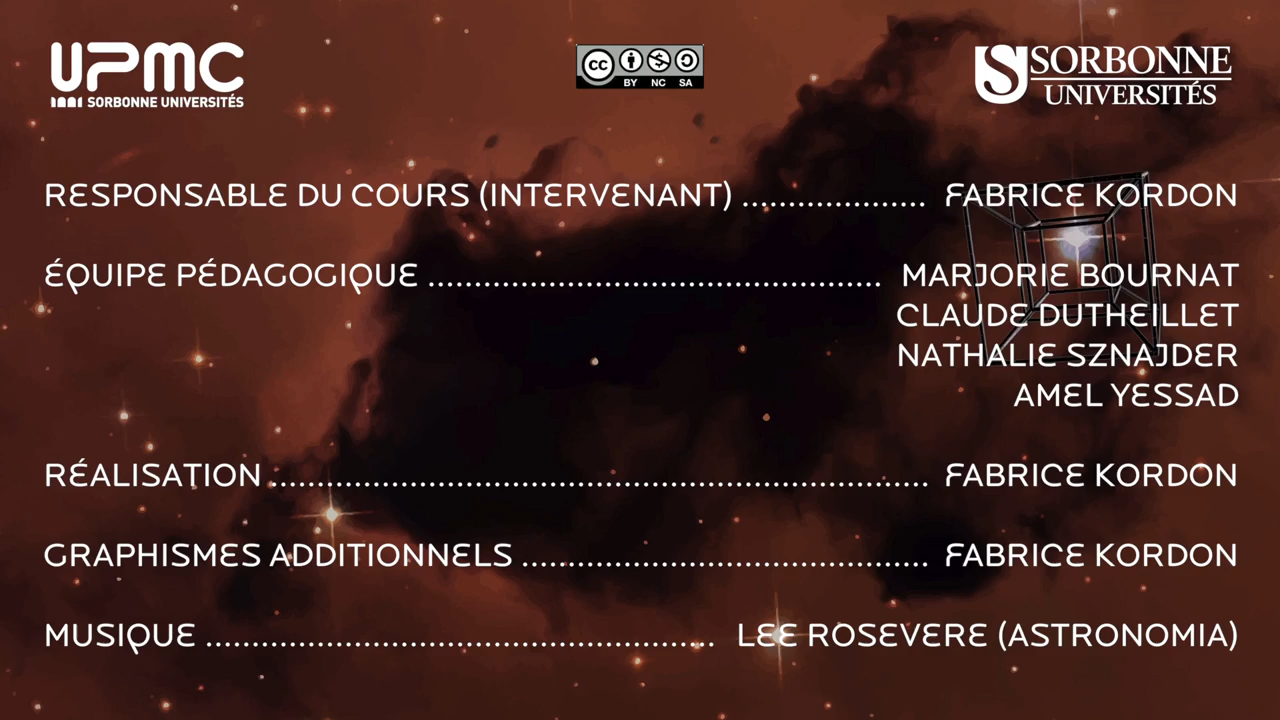 UPMC
SORBONNE UNIVERSITÉS
cc
BY NC SA
SORBONNE
UNIVERSITÉS
RESPONSABLE DU COURS (INTERVENANT) .................... FABRICE KORDON
ÉQUIPE PÉDAGOGIQUE ................................................ MARJORIE BOURNAT
CLAUDE DUTHEILLET
NATHALIE SZNAJDER
AMEL YESSAD
RÉALISATION ...................................................................... FABRICE KORDON
GRAPHISMES ADDITIONNELS ........................................... FABRICE KORDON
MUSIQUE ...................................................... LEE ROSEVERE (ASTRONOMIA)